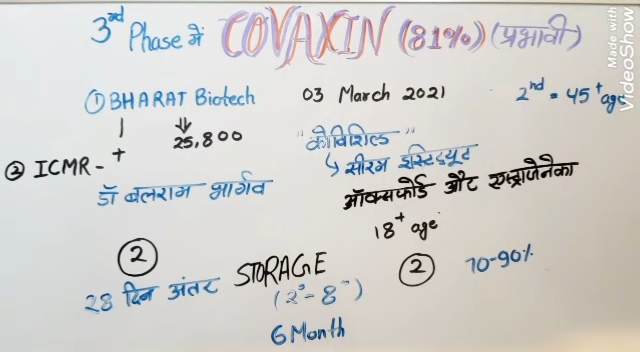 3rd Phase में COVAXIN (81%) (प्रभावी)
① BHARAT Biotech 03 March 2021 2nd = 45+ age
25,800
"कोविशिल्ड"
② ICMR - +
↳ सीरम इंस्टिट्यूट
डॉ बलराम भार्गव
ऑक्सफोर्ड और एस्ट्राजेनेका
18+ age
② STORAGE ② 70-90%
28 दिन अंतर (2° - 8°)
6 Month
Made with
VideoShow